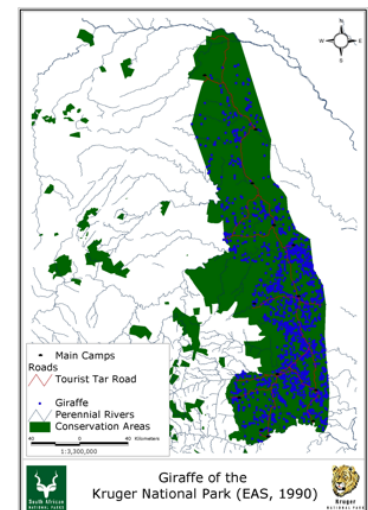 N
W E
S
Main Camps
Roads
Tourist Tar Road
Giraffe
Perennial Rivers
Conservation Areas
40 0 40 Kilometers
1:3,300,000
South African
NATIONAL PARKS
Giraffe of the
Kruger National Park (EAS, 1990)
Kruger
NATIONAL PARK